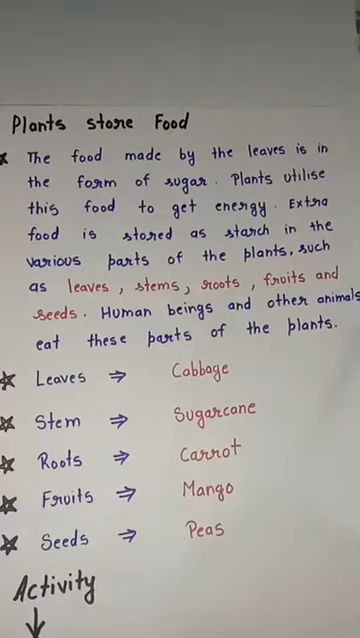 Plants store Food
The food made by the leaves is in
the form of sugar. Plants utilise
this food to get energy. Extra
food is stored as starch in the
various parts of the plants, such
as leaves, stems, roots, fruits and
seeds. Human beings and other animals
eat these parts of the plants.
Leaves ⇒ Cabbage
Stem ⇒ Sugarcane
Roots ⇒ Carrot
Fruits ⇒ Mango
Seeds ⇒ Peas
Activity